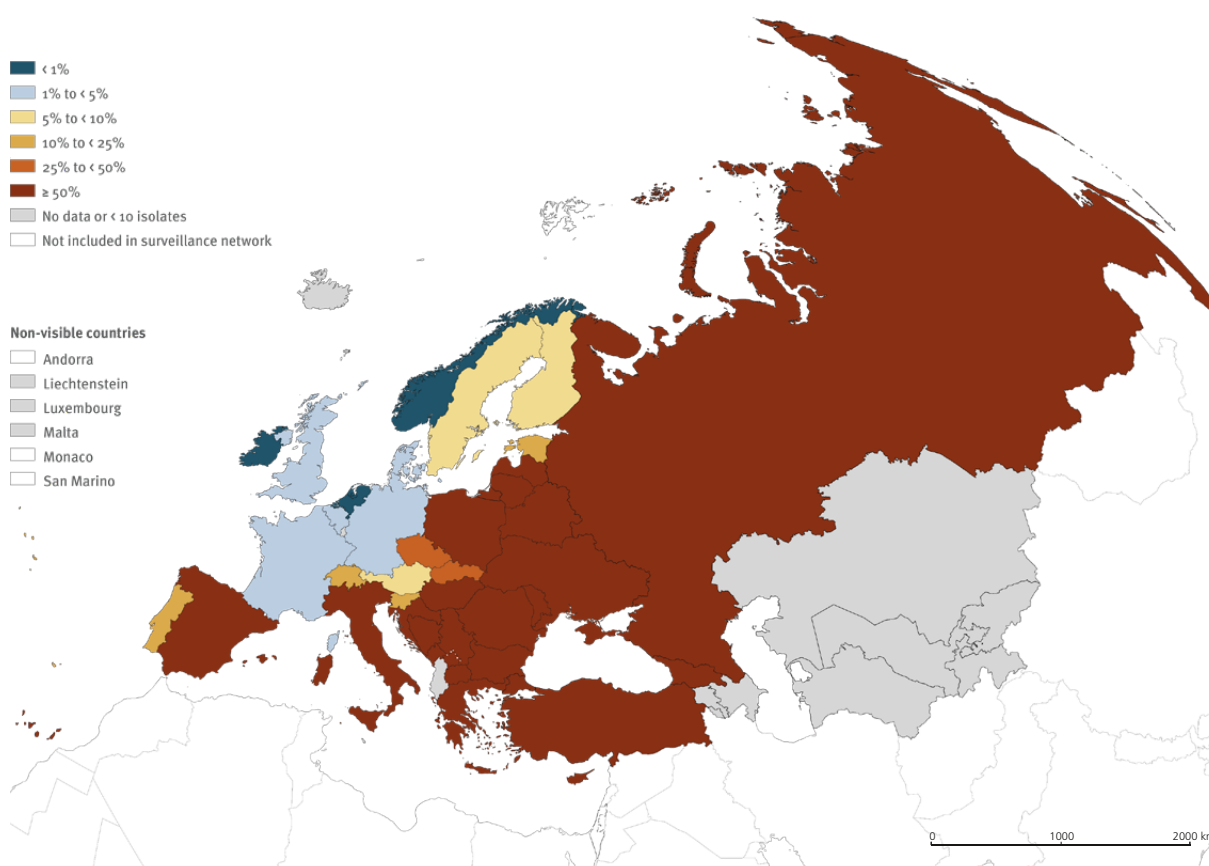 < 1%
1% to < 5%
5% to < 10%
10% to < 25%
25% to < 50%
≥ 50%
No data or < 10 isolates
Not included in surveillance network
Non-visible countries
Andorra
Liechtenstein
Luxembourg
Malta
Monaco
San Marino
0 1000 2000 kr